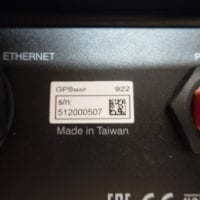 ETHERNET
GPSMAP 922
s/n:
512000507
Made in Taiwan